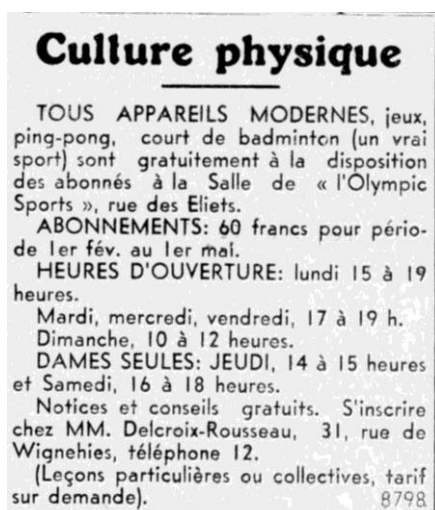 Culture physique
TOUS APPAREILS MODERNES, jeux,
ping-pong, court de badminton (un vrai
sport) sont gratuitement à la disposition
des abonnés à la Salle de « l'Olympic
Sports », rue des Eliets.
ABONNEMENTS: 60 francs pour pério-
de 1er fév. au 1er mai.
HEURES D'OUVERTURE: lundi 15 à 19
heures.
Mardi, mercredi, vendredi, 17 à 19 h.
Dimanche, 10 à 12 heures.
DAMES SEULES: JEUDI, 14 à 15 heures
et Samedi, 16 à 18 heures.
Notices et conseils gratuits. S'inscrire
chez MM. Delcroix-Rousseau, 31, rue de
Wignehies, téléphone 12.
(Leçons particulières ou collectives, tarif
sur demande). 8798